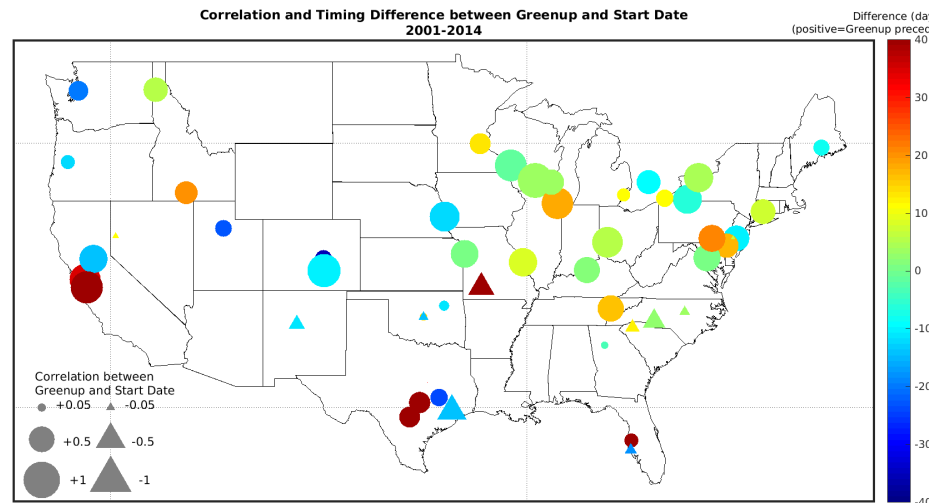 Correlation and Timing Difference between Greenup and Start Date
2001-2014
Difference (da
(positive=Greenup preced
40
30
20
10
0
-10
-20
-30
-40
Correlation between
Greenup and Start Date
+0.05 -0.05
+0.5 -0.5
+1 -1